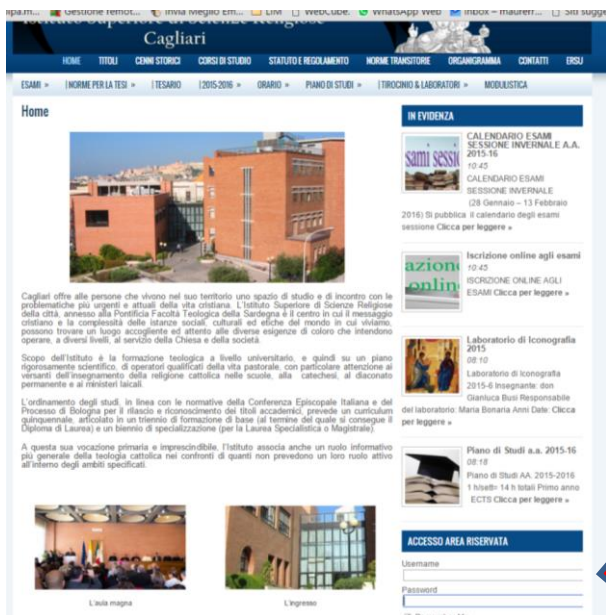 Gestione remot...
Invia Meglio Em...
LIM
WebCube.
WhatsApp Web
Inbox – maurerr...
Istituto Superiore di Scienze Religiose
Cagliari
HOME TITOLI CENNI STORICI CORSI DI STUDIO STATUTO E REGOLAMENTO NORME TRANSITORIE ORGANIGRAMMA CONTATTI ERSU
ESAMI » | NORME PER LA TESI » | TESARIO | 2015-2016 » ORARIO » PIANO DI STUDI » | TIROCINIO & LABORATORI » MODULISTICA
Home
Cagliari offre alle persone che vivono nel suo territorio uno spazio di studio e di incontro con le
problematiche più urgenti e attuali della vita cristiana. L'Istituto Superiore di Scienze Religiose
della città, annesso alla Pontificia Facoltà Teologica della Sardegna è il centro in cui il messaggio
cristiano e la complessità delle istanze sociali, culturali ed etiche del mondo in cui viviamo,
possono trovare un luogo accogliente ed attento alle diverse esigenze di coloro che intendono
operare, a diversi livelli, al servizio della Chiesa e della società.
Scopo dell'Istituto è la formazione teologica a livello universitario, e quindi su un piano
rigorosamente scientifico, di operatori qualificati della vita pastorale, con particolare attenzione ai
versanti dell'insegnamento della religione cattolica nelle scuole, alla catechesi, al diaconato
permanente e ai ministeri laicali.
L'ordinamento degli studi, in linea con le normative della Conferenza Episcopale Italiana e del
Processo di Bologna per il rilascio e riconoscimento dei titoli accademici, prevede un curriculum
quinquennale, articolato in un triennio di formazione di base (al termine del quale si consegue il
Diploma di Laurea) e un biennio di specializzazione (per la Laurea Specialistica o Magistrale).
A questa sua vocazione primaria e imprescindibile, l'Istituto associa anche un ruolo informativo
più generale della teologia cattolica nei confronti di quanti non prevedono un loro ruolo attivo
all'interno degli ambiti specificati.
L'aula magna
L'ingresso
IN EVIDENZA
sami sessio
CALENDARIO ESAMI
SESSIONE INVERNALE A.A.
2015-16
10:45
CALENDARIO ESAMI
SESSIONE INVERNALE
(28 Gennaio – 13 Febbraio
2016) Si pubblica il calendario degli esami
sessione Clicca per leggere »
azione
online
Iscrizione online agli esami
10:45
ISCRIZIONE ONLINE AGLI
ESAMI Clicca per leggere »
Laboratorio di Iconografia
2015
08:10
Laboratorio di Iconografia
2015-6 Insegnante: don
Gianluca Busi Responsabile
del laboratorio: Maria Bonaria Anni Date: Clicca
per leggere »
Piano di Studi a.a. 2015-16
08:18
Piano di Studi AA. 2015-2016
1 h/sett= 14 h totali Primo anno
ECTS Clicca per leggere »
ACCESSO AREA RISERVATA
Username
Password